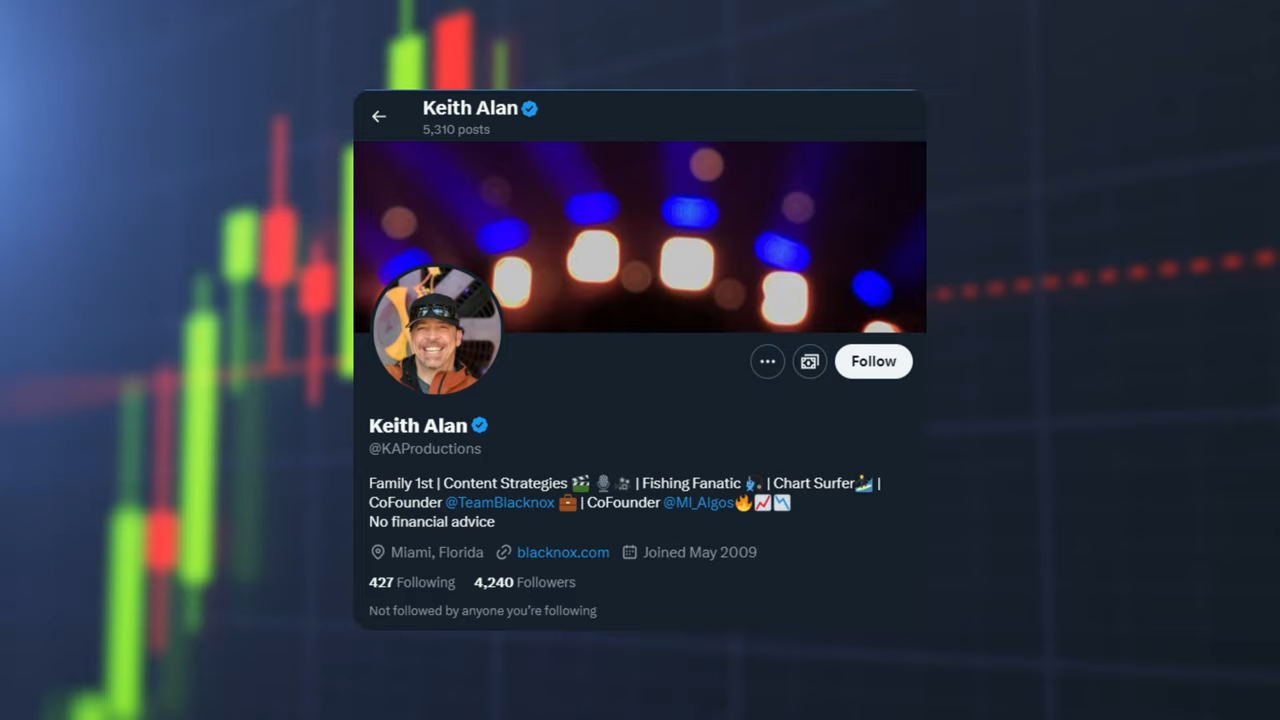 Keith Alan
5,310 posts
Follow
Keith Alan
@KAProductions
Family 1st | Content Strategies 🎬 🎙️ 🎥 | Fishing Fanatic 🎣 | Chart Surfer🏄 |
CoFounder @TeamBlacknox 💼 | CoFounder @MI_Algos🔥📈📉
No financial advice
Miami, Florida blacknox.com Joined May 2009
427 Following 4,240 Followers
Not followed by anyone you're following